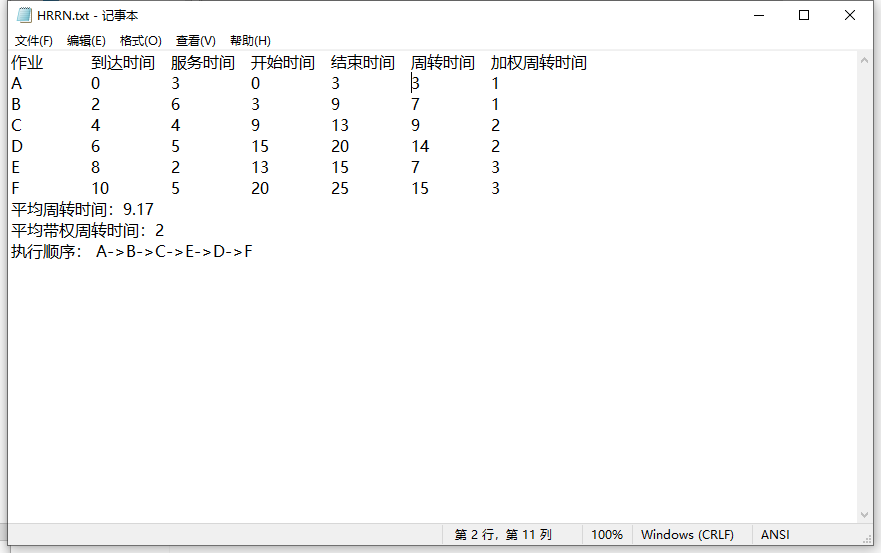 HRRN.txt - 记事本
文件(F) 编辑(E) 格式(O) 查看(V) 帮助(H)
作业 到达时间 服务时间 开始时间 结束时间 周转时间 加权周转时间
A 0 3 0 3 3 1
B 2 6 3 9 7 1
C 4 4 9 13 9 2
D 6 5 15 20 14 2
E 8 2 13 15 7 3
F 10 5 20 25 15 3
平均周转时间：9.17
平均带权周转时间：2
执行顺序： A->B->C->E->D->F
第 2 行，第 11 列 100% Windows (CRLF) ANSI